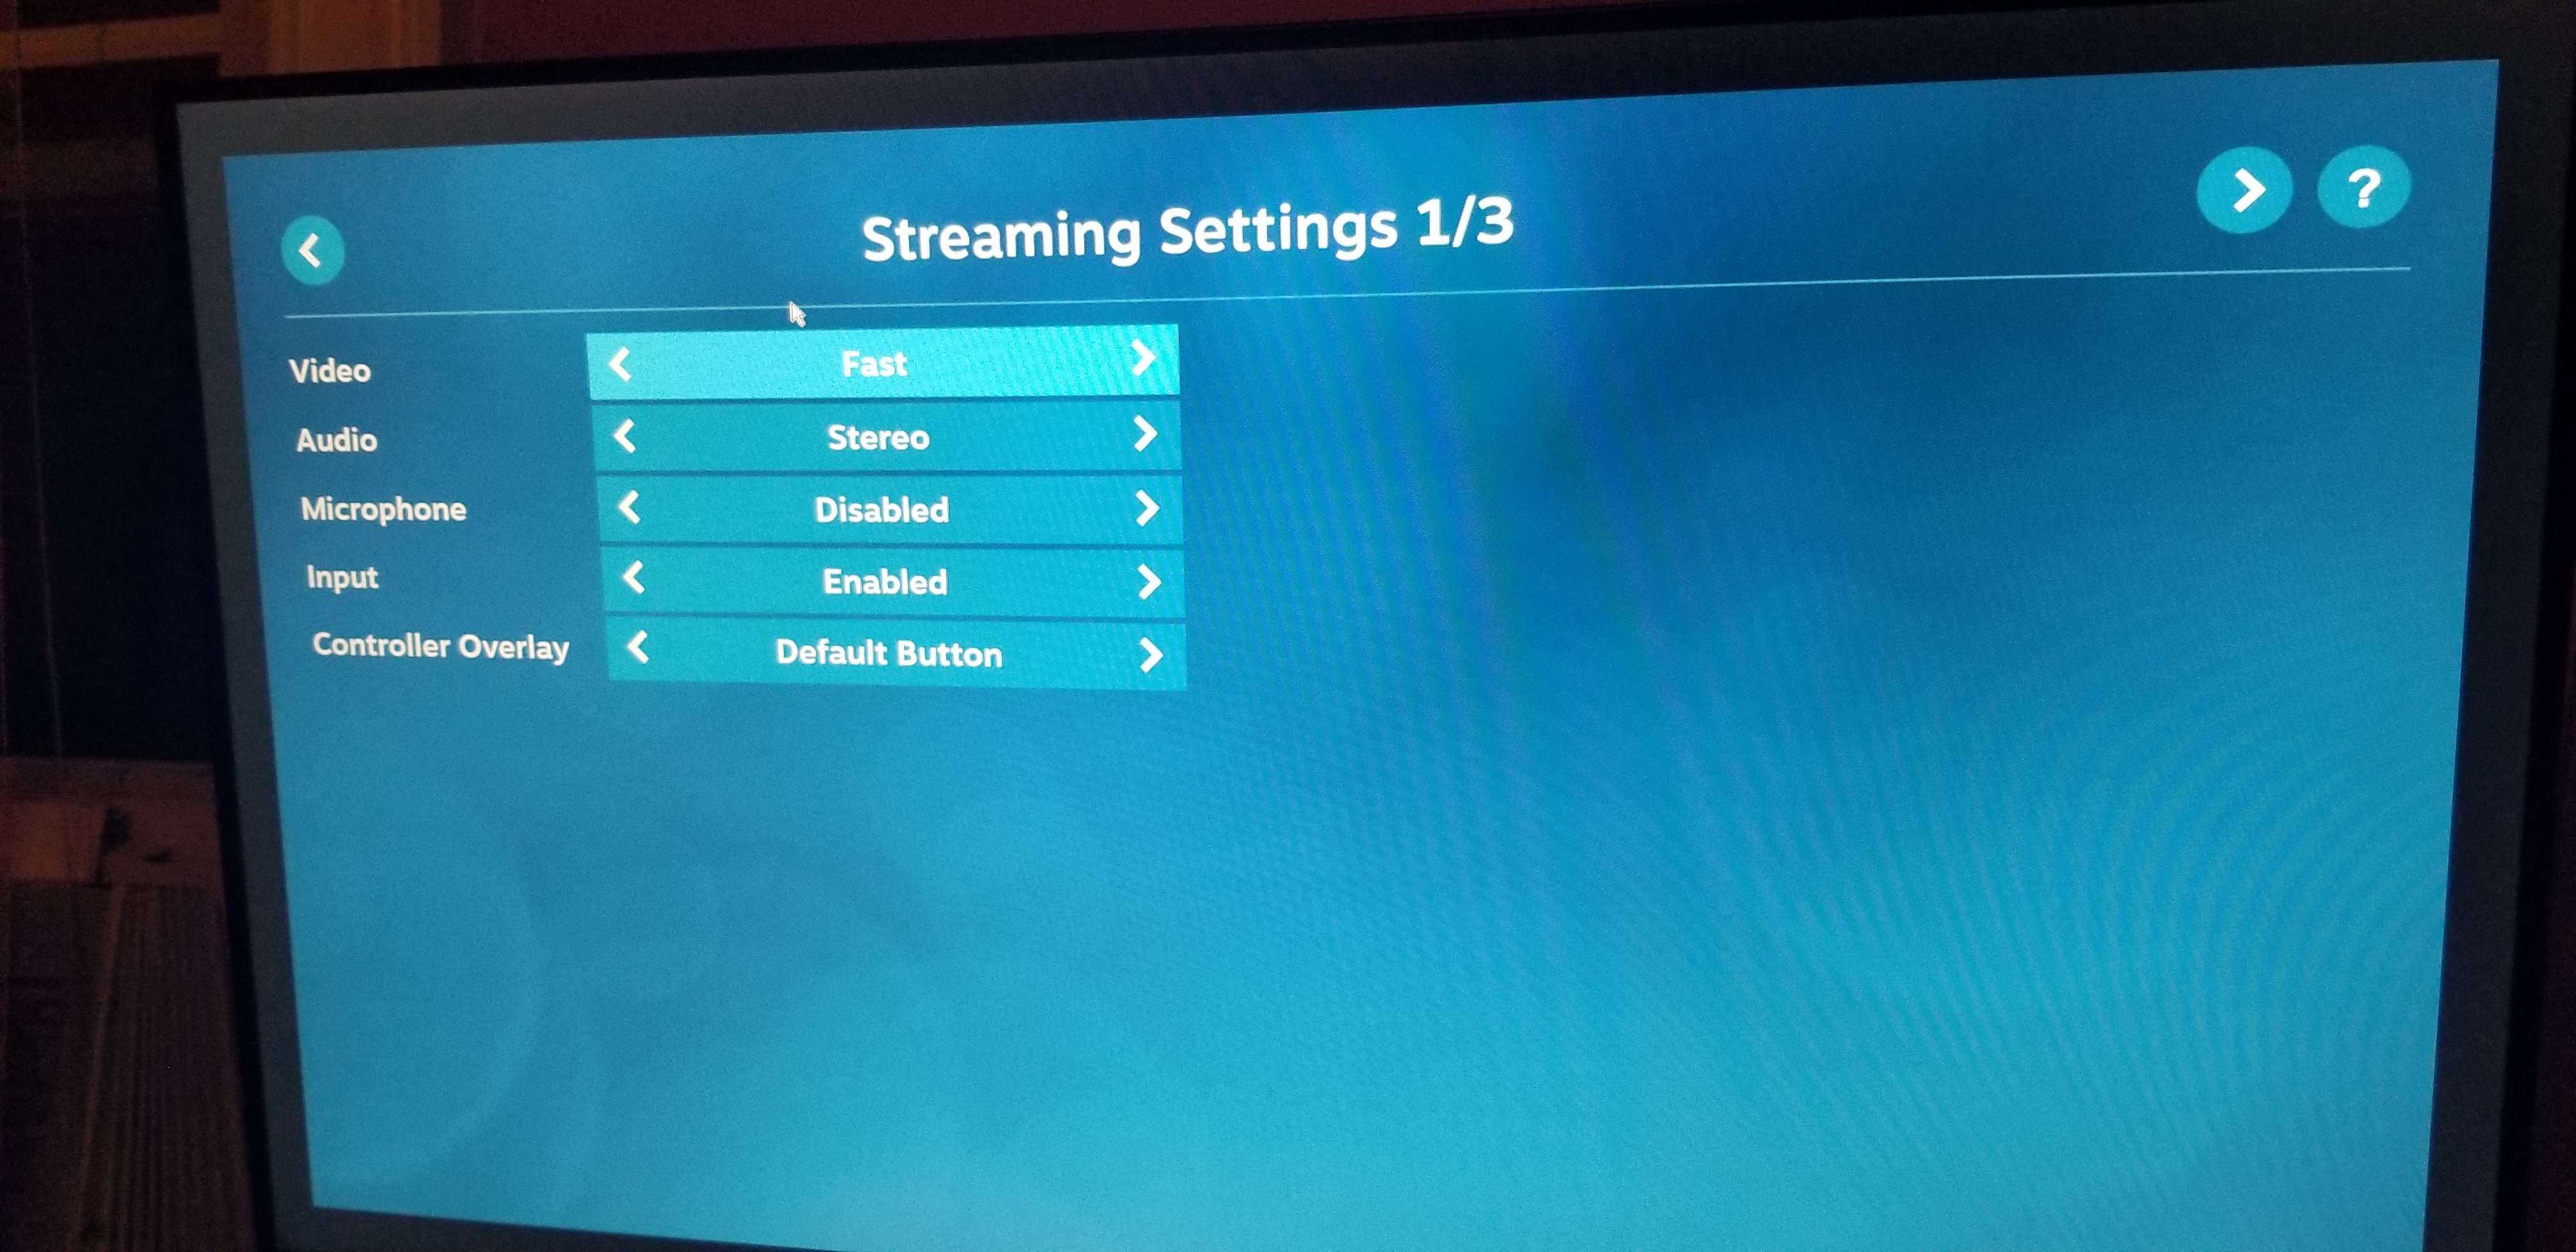 Streaming Settings 1/3
?
Video Fast
Audio Stereo
Microphone Disabled
Input Enabled
Controller Overlay Default Button